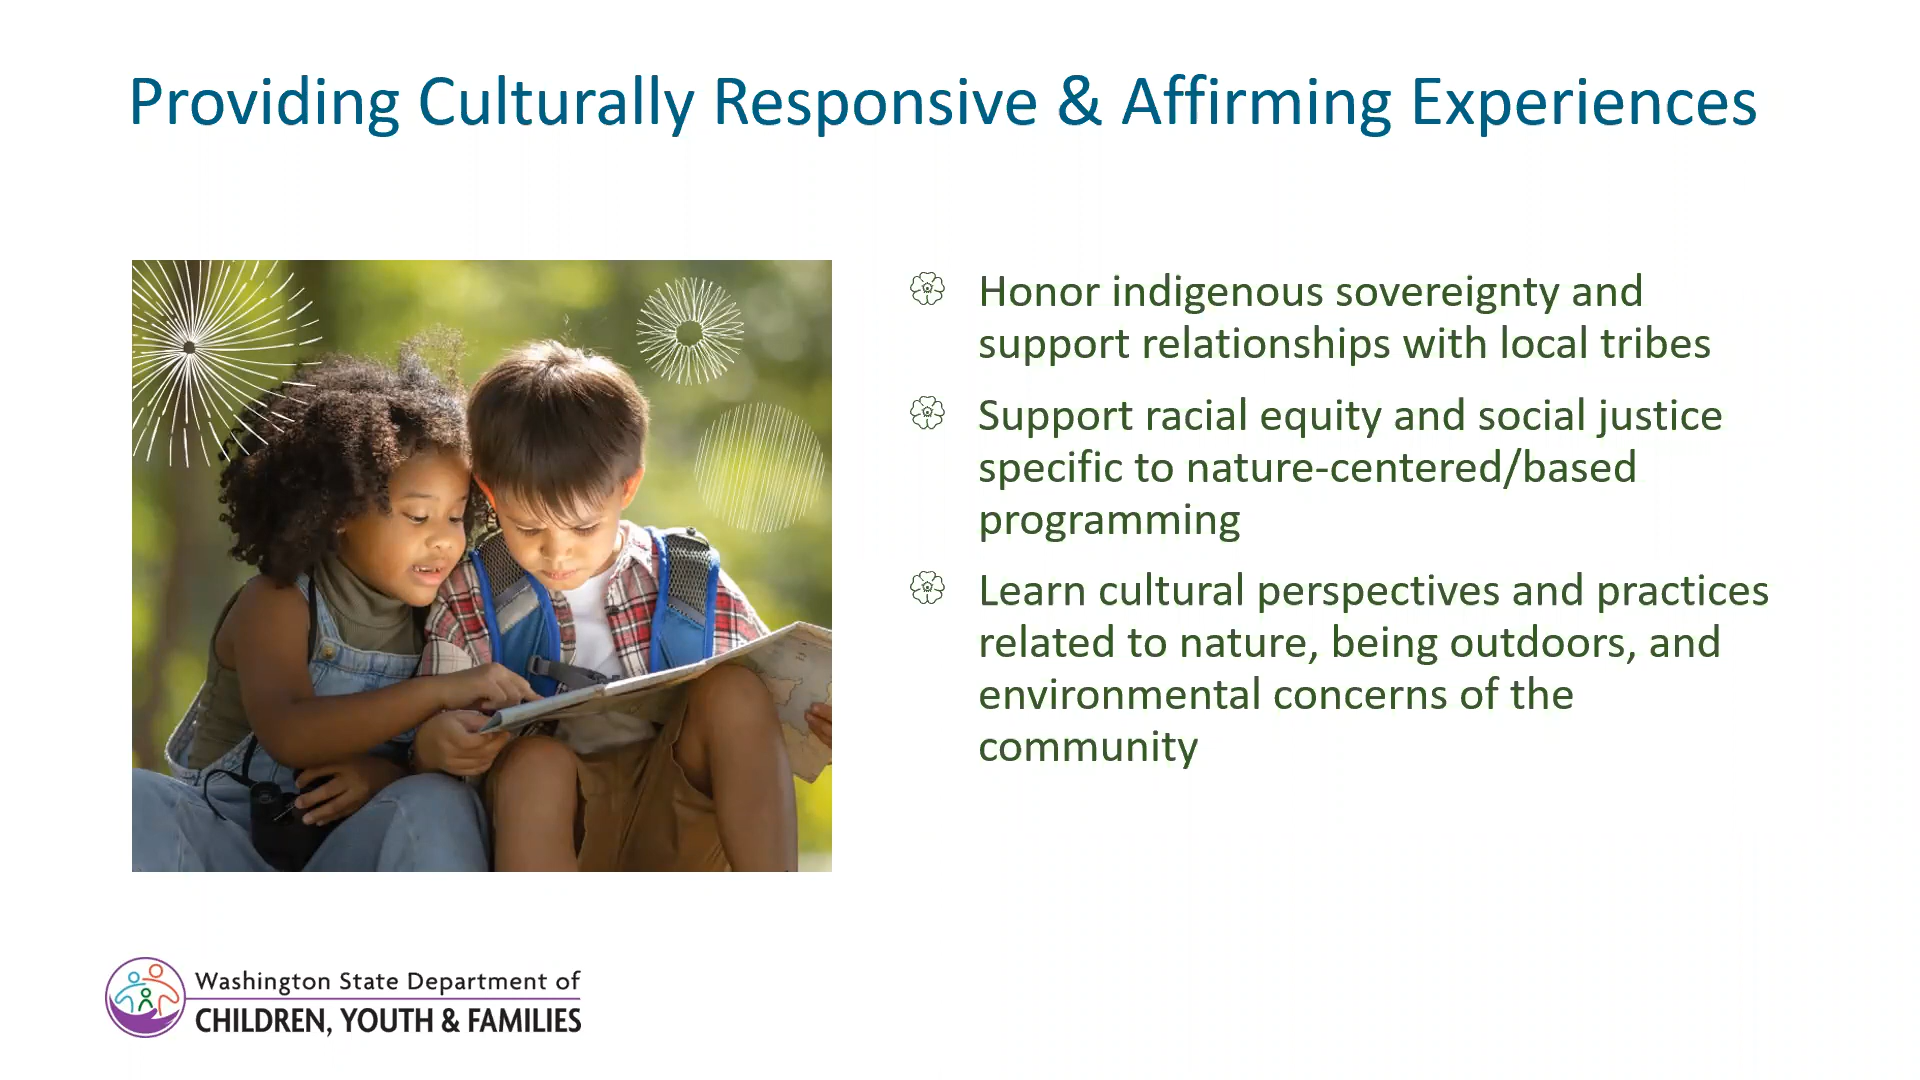 Providing Culturally Responsive & Affirming Experiences
Honor indigenous sovereignty and
support relationships with local tribes
Support racial equity and social justice
specific to nature-centered/based
programming
Learn cultural perspectives and practices
related to nature, being outdoors, and
environmental concerns of the
community
Washington State Department of
CHILDREN, YOUTH & FAMILIES